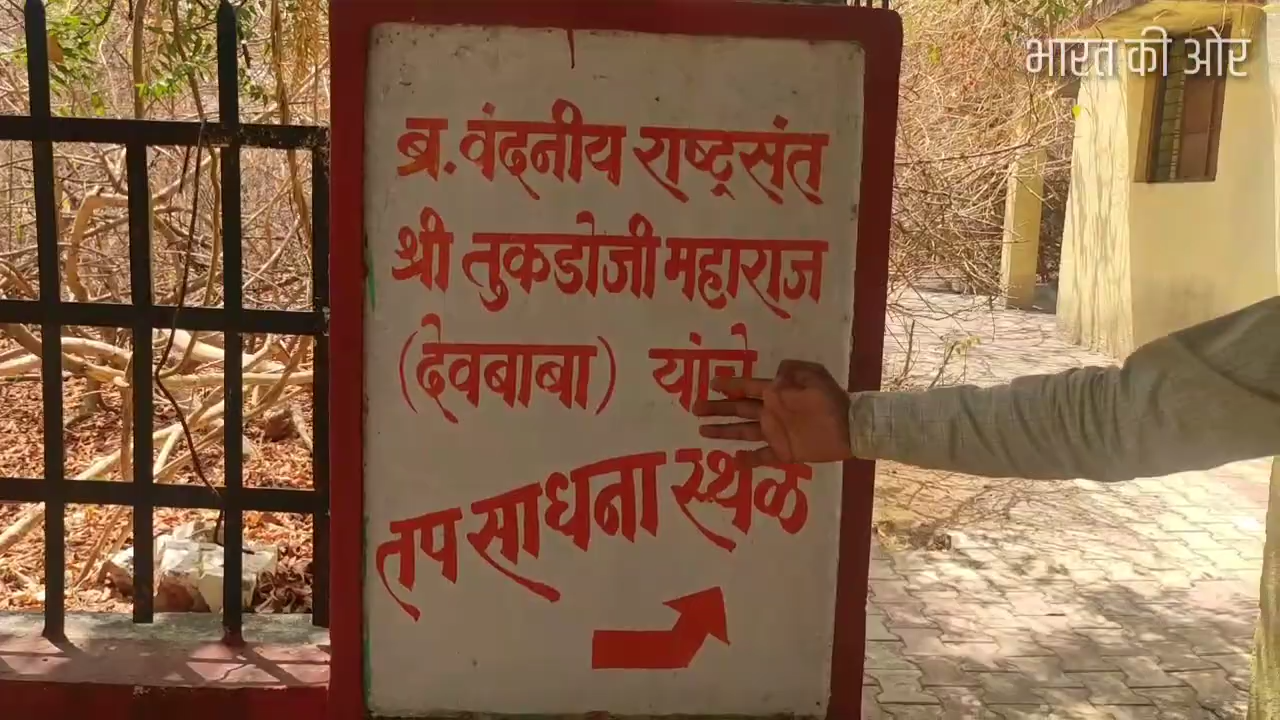 भारत की ओर
ब्र. वंदनीय राष्ट्रसंत
श्री तुकडोजी महाराज
(देवबाबा) यांचे
तप साधना स्थळ